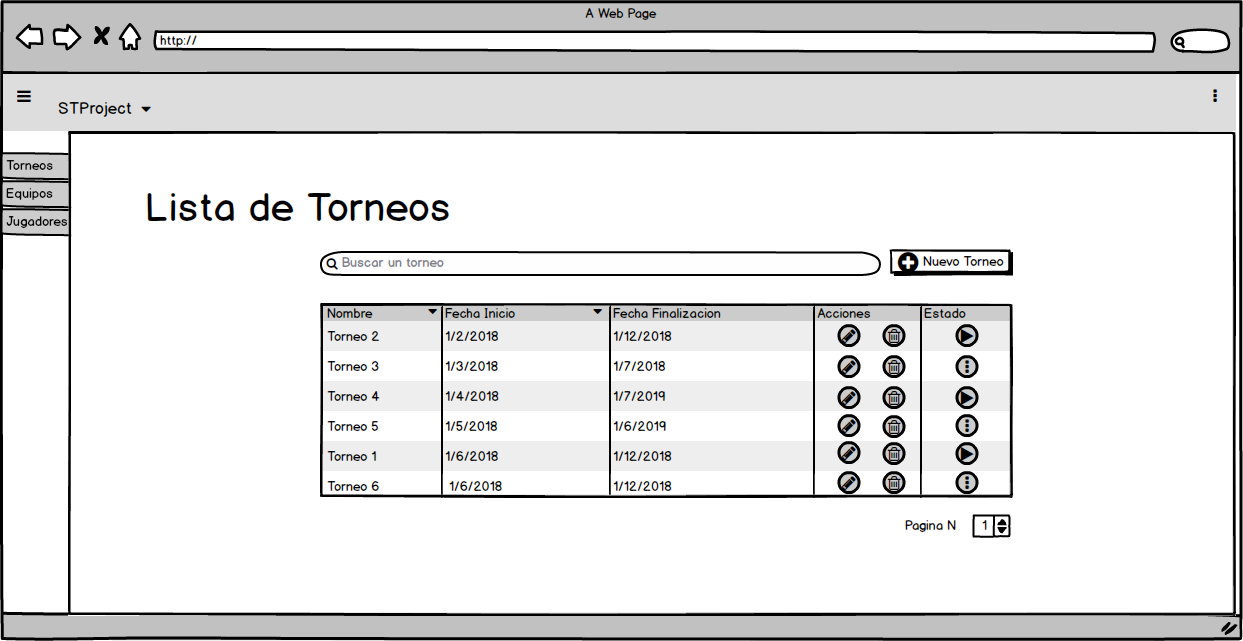 A Web Page
http://
STProject
Torneos
Equipos
Jugadores
Lista de Torneos
Buscar un torneo
Nuevo Torneo
Nombre Fecha Inicio Fecha Finalizacion Acciones Estado
Torneo 2 1/2/2018 1/12/2018
Torneo 3 1/3/2018 1/7/2018
Torneo 4 1/4/2018 1/7/2019
Torneo 5 1/5/2018 1/6/2019
Torneo 1 1/6/2018 1/12/2018
Torneo 6 1/6/2018 1/12/2018
Pagina N 1